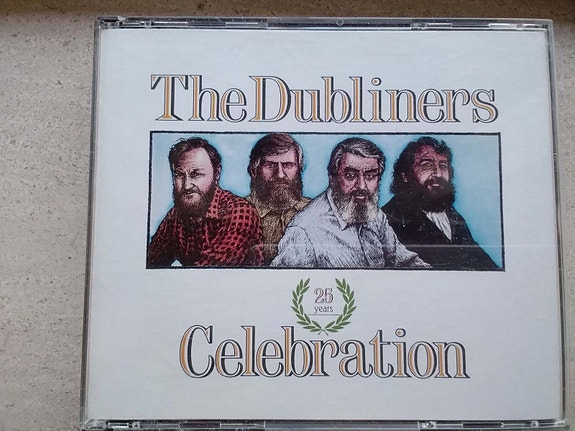 The Dubliners
25
years
Celebration